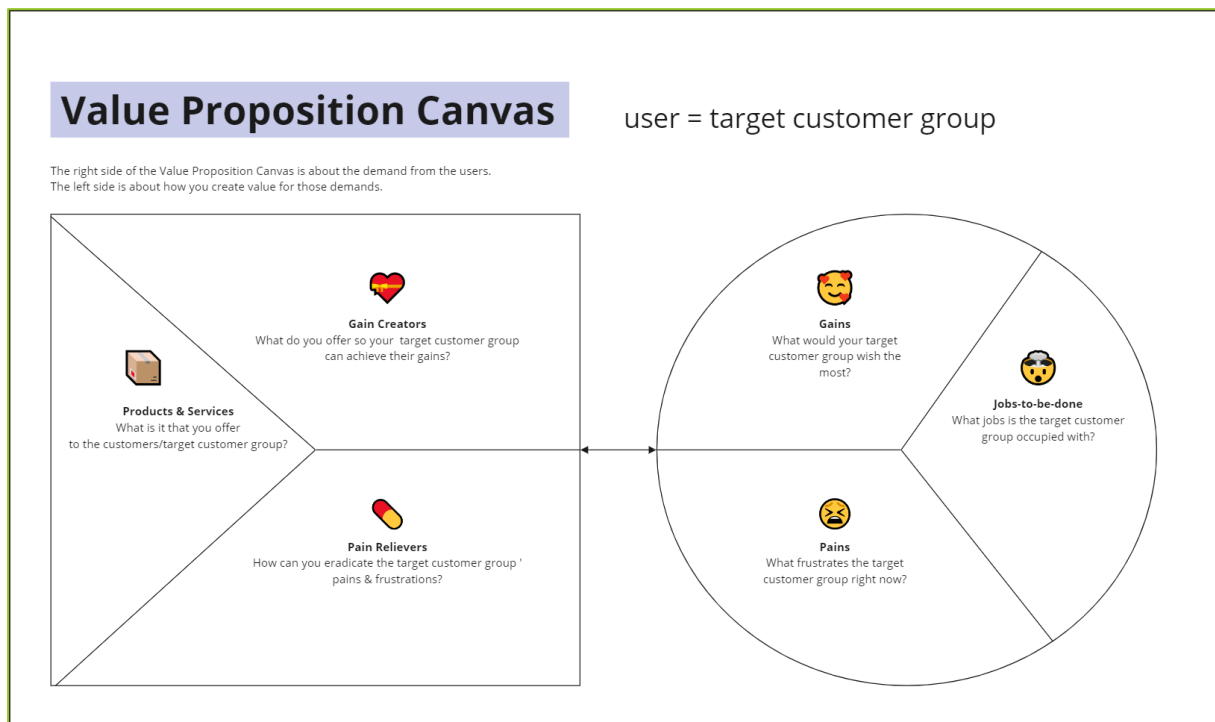 Value Proposition Canvas
user = target customer group
The right side of the Value Proposition Canvas is about the demand from the users.
The left side is about how you create value for those demands.
Gain Creators
What do you offer so your  target customer group
can achieve their gains?
Products & Services
What is it that you offer
to the customers/target customer group?
Pain Relievers
How can you eradicate the target customer group '
pains & frustrations?
Gains
What would your target
customer group wish the
most?
Jobs-to-be-done
What jobs is the target customer
group occupied with?
Pains
What frustrates the target
customer group right now?